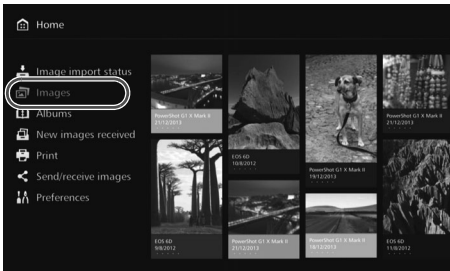 Home
Image import status
Images
Albums
New images received
Print
Send/receive images
Preferences
PowerShot G1 X Mark II
21/12/2013
EOS 6D
9/8/2012
EOS 6D
10/8/2012
PowerShot G1 X Mark II
21/12/2013
PowerShot G1 X Mark II
19/12/2013
PowerShot G1 X Mark II
18/12/2013
PowerShot G1 X Mark II
21/12/2013
EOS 6D
11/8/2012